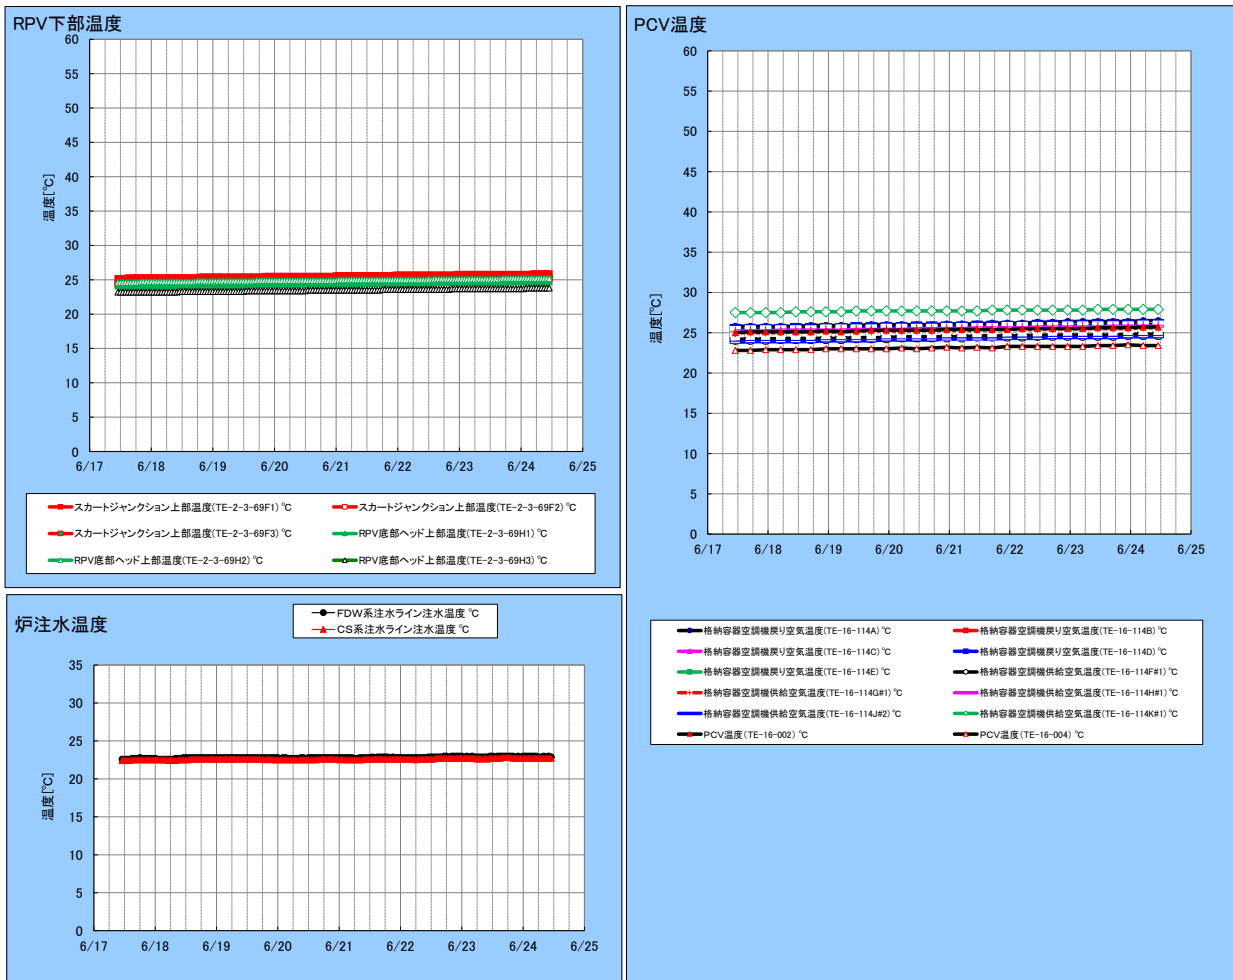 RPV下部温度
60
55
50
45
40
35
30
25
20
15
10
5
0
温度[℃]
6/17 6/18 6/19 6/20 6/21 6/22 6/23 6/24 6/25
スカートジャンクション上部温度(TE-2-3-69F1) ℃ スカートジャンクション上部温度(TE-2-3-69F2) ℃
スカートジャンクション上部温度(TE-2-3-69F3) ℃ RPV底部ヘッド上部温度(TE-2-3-69H1) ℃
RPV底部ヘッド上部温度(TE-2-3-69H2) ℃ RPV底部ヘッド上部温度(TE-2-3-69H3) ℃
炉注水温度
FDW系注水ライン注水温度 ℃
CS系注水ライン注水温度 ℃
35
30
25
20
15
10
5
0
温度[℃]
6/17 6/18 6/19 6/20 6/21 6/22 6/23 6/24 6/25
PCV温度
60
55
50
45
40
35
30
25
20
15
10
5
0
温度[℃]
6/17 6/18 6/19 6/20 6/21 6/22 6/23 6/24 6/25
格納容器空調機戻り空気温度(TE-16-114A) ℃ 格納容器空調機戻り空気温度(TE-16-114B) ℃
格納容器空調機戻り空気温度(TE-16-114C) ℃ 格納容器空調機戻り空気温度(TE-16-114D) ℃
格納容器空調機戻り空気温度(TE-16-114E) ℃ 格納容器空調機供給空気温度(TE-16-114F#1) ℃
格納容器空調機供給空気温度(TE-16-114G#1) ℃ 格納容器空調機供給空気温度(TE-16-114H#1) ℃
格納容器空調機供給空気温度(TE-16-114J#2) ℃ 格納容器空調機供給空気温度(TE-16-114K#1) ℃
PCV温度(TE-16-002) ℃ PCV温度(TE-16-004) ℃